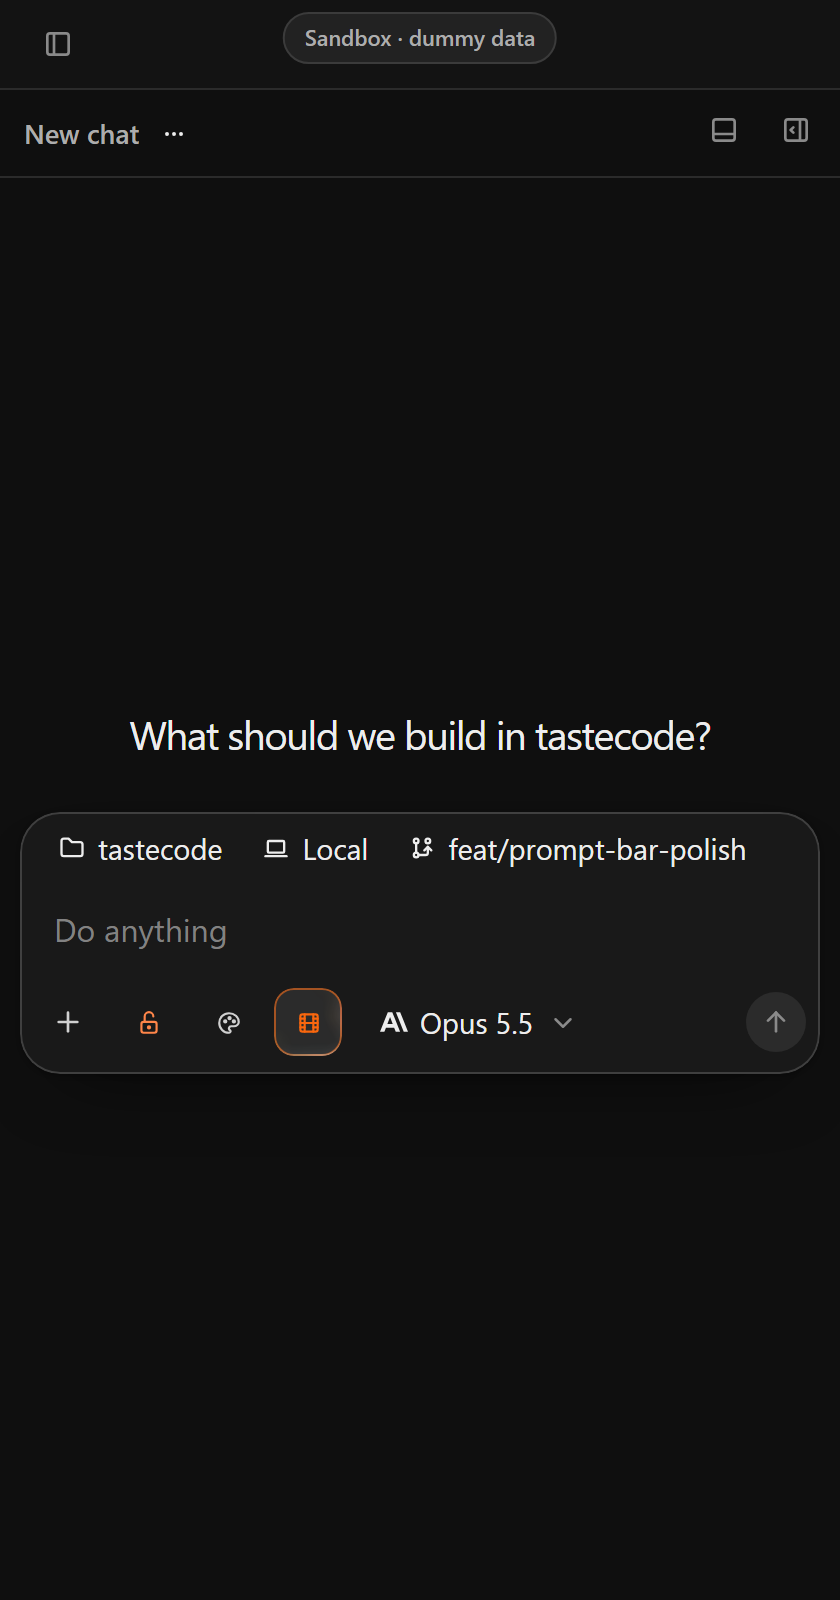 Sandbox · dummy data
New chat
What should we build in tastecode?
tastecode Local feat/prompt-bar-polish
Do anything
Opus 5.5